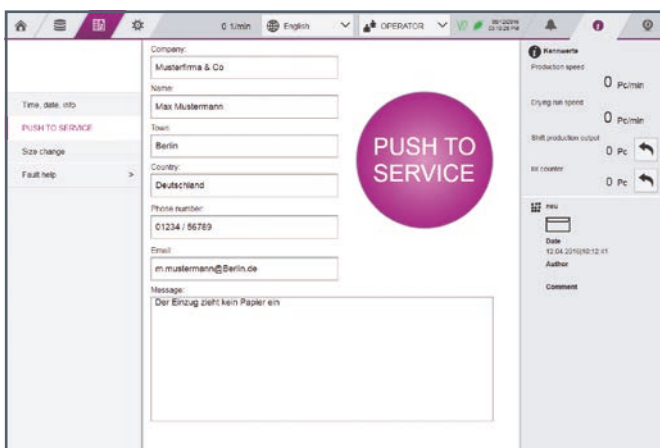 0 1/min
English
OPERATOR
Time, date, info
PUSH TO SERVICE
Size change
Fault help >
Company:
Musterfirma & Co
Name:
Max Mustermann
Town:
Berlin
Country:
Deutschland
Phone number:
01234 / 56789
Email:
m.mustermann@Berlin.de
Message:
Der Einzug zieht kein Papier ein
PUSH TO
SERVICE
Kennwerte
Production speed
0 Pc/min
Drying run speed
0 Pc/min
Shift production output
0 Pc
lot counter
0 Pc
neu
Date
12.04.2016|10:12:41
Author
Comment